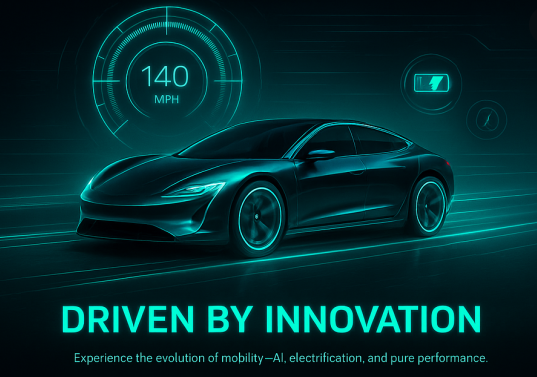 140
MPH
DRIVEN BY INNOVATION
Experience the evolution of mobility—AI, electrification, and pure performance.